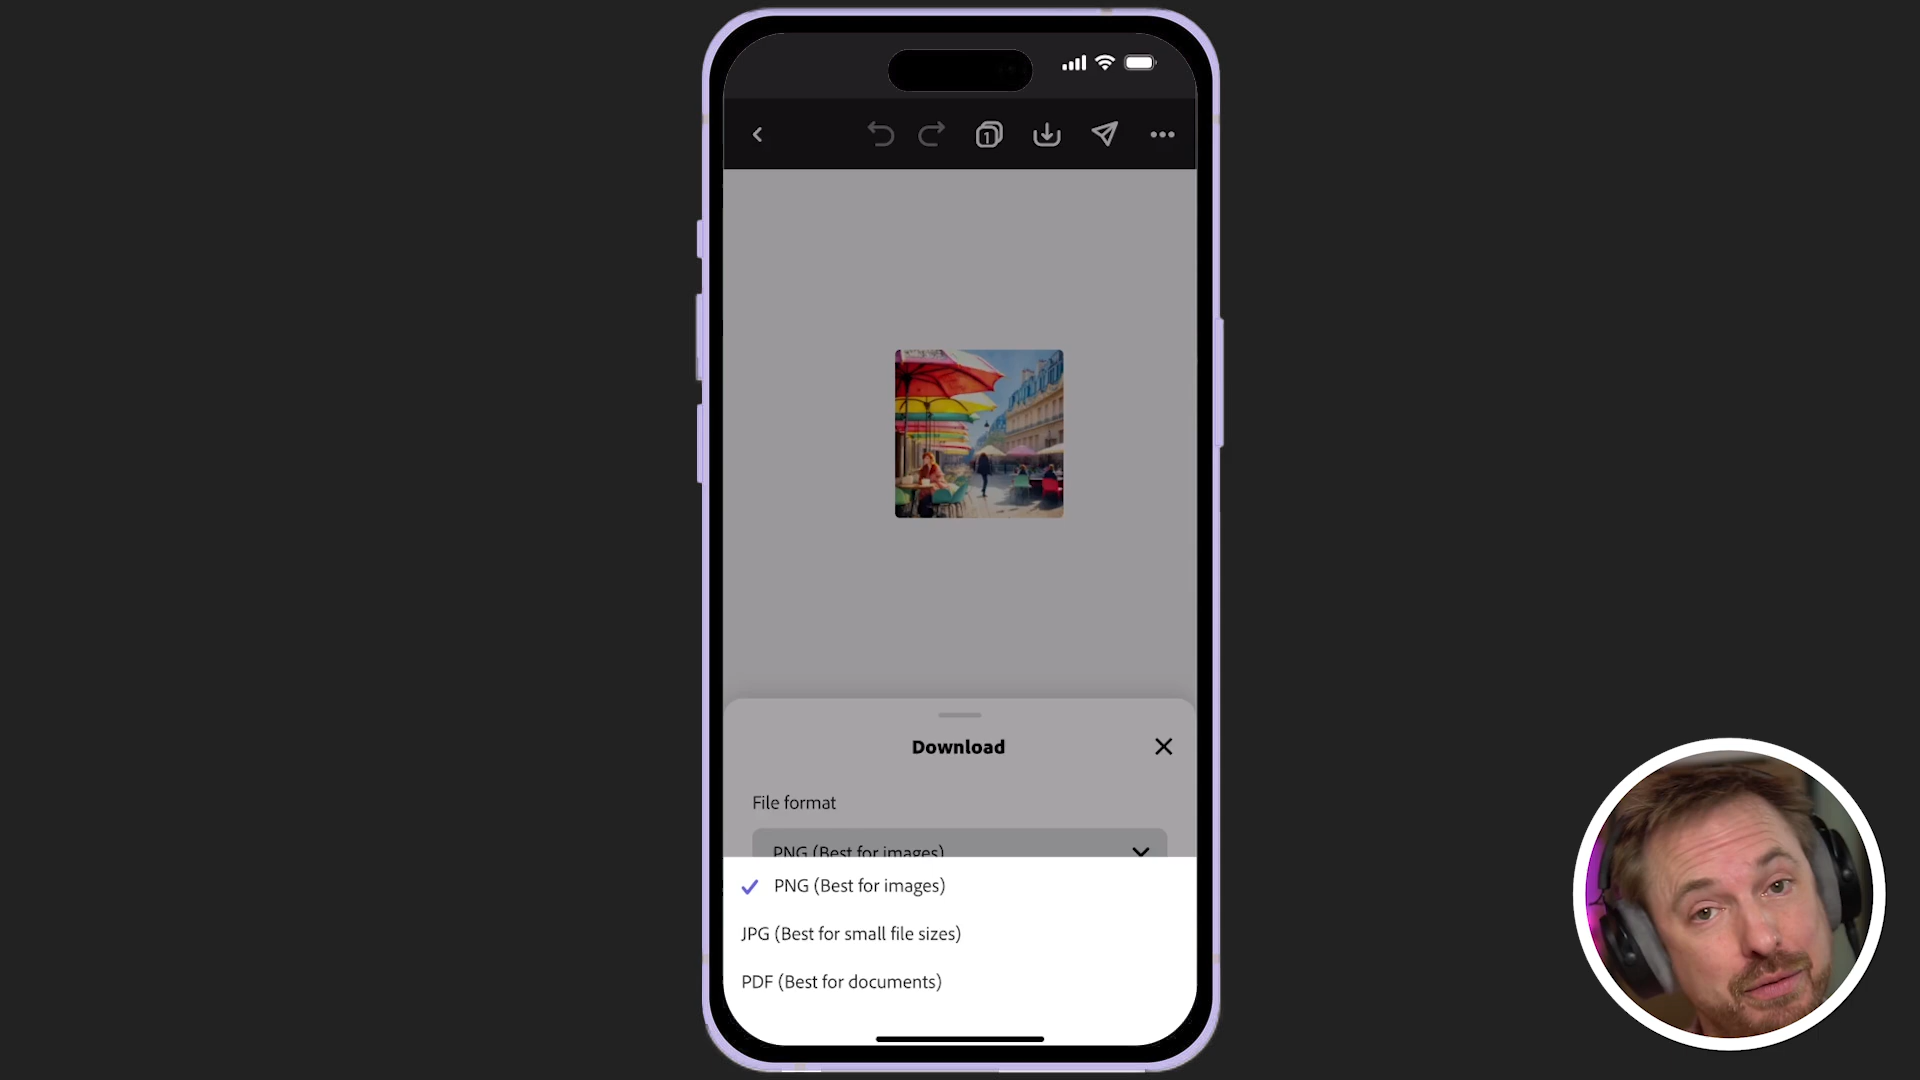 1
Download
File format
PNG (Best for images)
PNG (Best for images)
JPG (Best for small file sizes)
PDF (Best for documents)